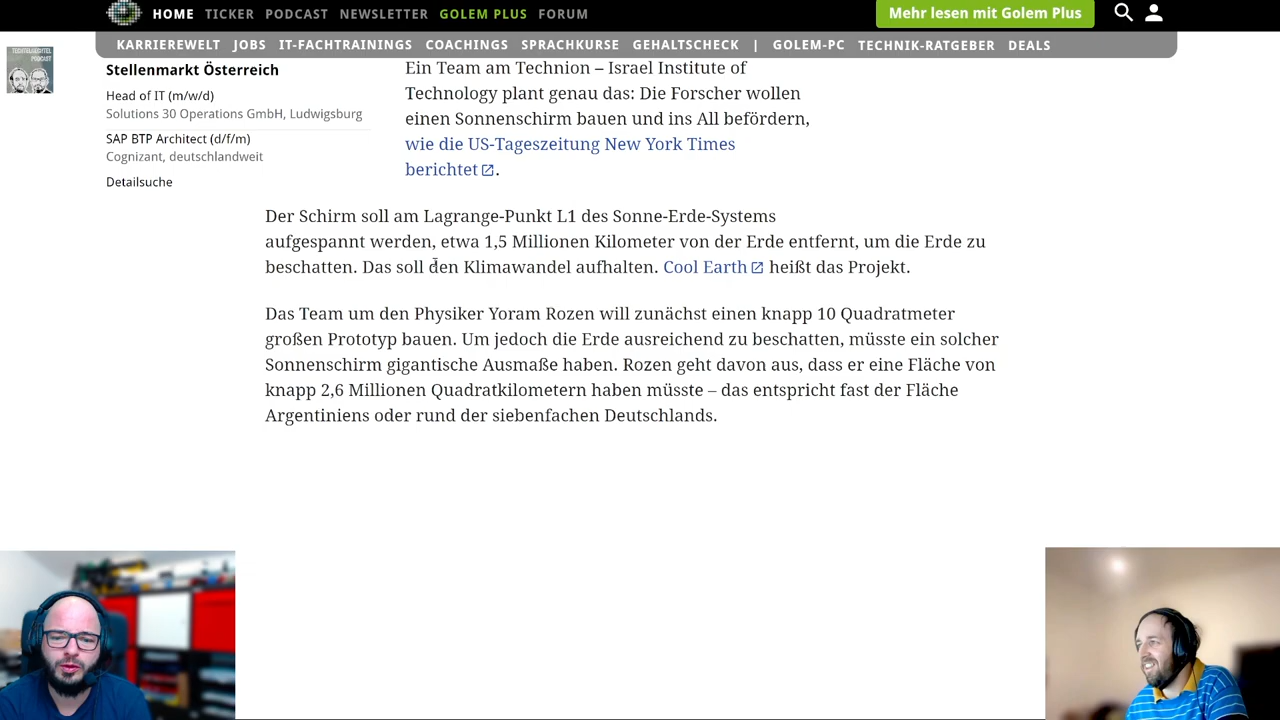 HOME TICKER PODCAST NEWSLETTER GOLEM PLUS FORUM Mehr lesen mit Golem Plus
KARRIEREWELT JOBS IT-FACHTRAININGS COACHINGS SPRACHKURSE GEHALTSCHECK | GOLEM-PC TECHNIK-RATGEBER DEALS
TECHTELMECHTEL
PODCAST
Stellenmarkt Österreich
Head of IT (m/w/d)
Solutions 30 Operations GmbH, Ludwigsburg
SAP BTP Architect (d/f/m)
Cognizant, deutschlandweit
Detailsuche
Ein Team am Technion – Israel Institute of
Technology plant genau das: Die Forscher wollen
einen Sonnenschirm bauen und ins All befördern,
wie die US-Tageszeitung New York Times
berichtet.
Der Schirm soll am Lagrange-Punkt L1 des Sonne-Erde-Systems
aufgespannt werden, etwa 1,5 Millionen Kilometer von der Erde entfernt, um die Erde zu
beschatten. Das soll den Klimawandel aufhalten. Cool Earth heißt das Projekt.
Das Team um den Physiker Yoram Rozen will zunächst einen knapp 10 Quadratmeter
großen Prototyp bauen. Um jedoch die Erde ausreichend zu beschatten, müsste ein solcher
Sonnenschirm gigantische Ausmaße haben. Rozen geht davon aus, dass er eine Fläche von
knapp 2,6 Millionen Quadratkilometern haben müsste – das entspricht fast der Fläche
Argentiniens oder rund der siebenfachen Deutschlands.